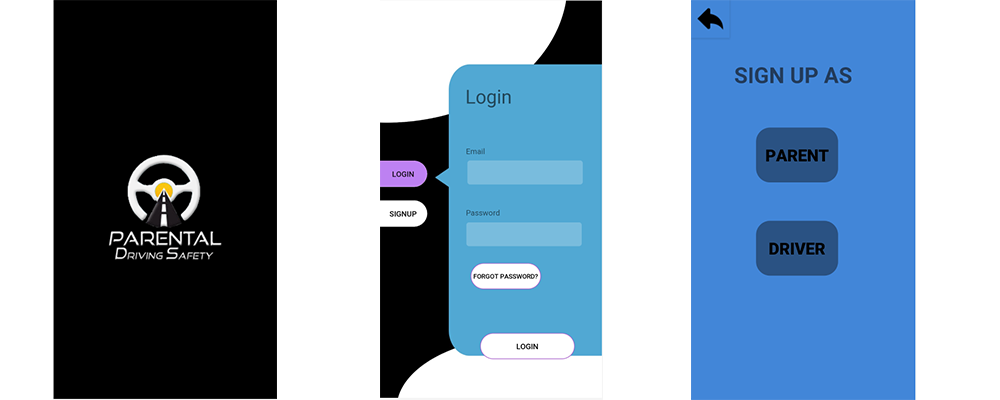 PARENTAL
DRIVING SAFETY
Login
Email
LOGIN
Password
SIGNUP
FORGOT PASSWORD?
LOGIN
SIGN UP AS
PARENT
DRIVER